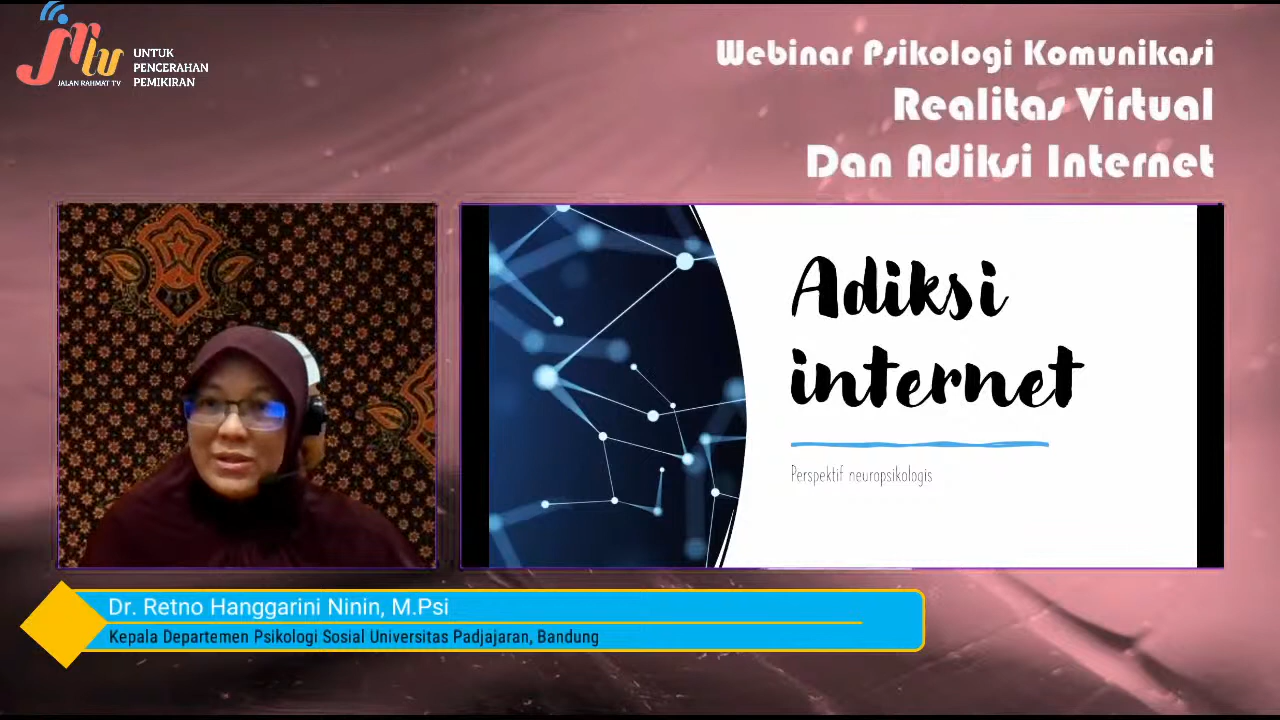 jrtv
JALAN RAHMAT TV
UNTUK
PENCERAHAN
PEMIKIRAN
Webinar Psikologi Komunikasi
Realitas Virtual
Dan Adiksi Internet
Adiksi
internet
Perspektif neuropsikologis
Dr. Retno Hanggarini Ninin, M.Psi
Kepala Departemen Psikologi Sosial Universitas Padjajaran, Bandung